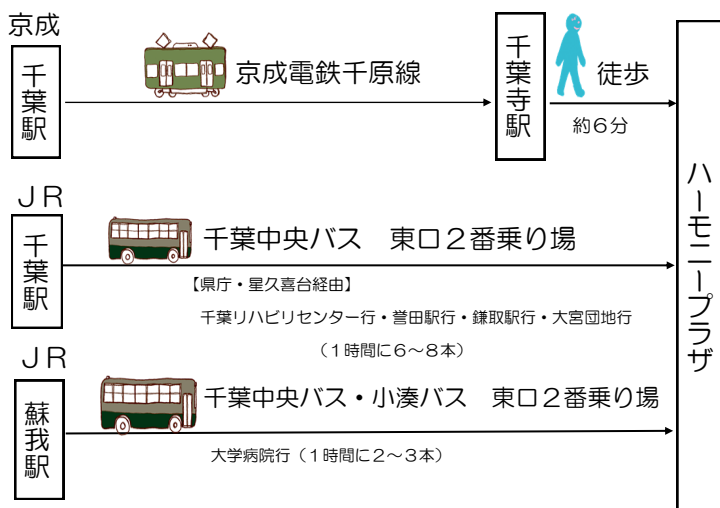 京成
千葉駅
京成電鉄千原線
千葉寺駅
徒歩
約6分
ＪＲ
千葉駅
千葉中央バス　東口２番乗り場
【県庁・星久喜台経由】
千葉リハビリセンター行・誉田駅行・鎌取駅行・大宮団地行
（１時間に６～８本）
ＪＲ
蘇我駅
千葉中央バス・小湊バス　東口２番乗り場
大学病院行（１時間に２～３本）
ハーモニープラザ